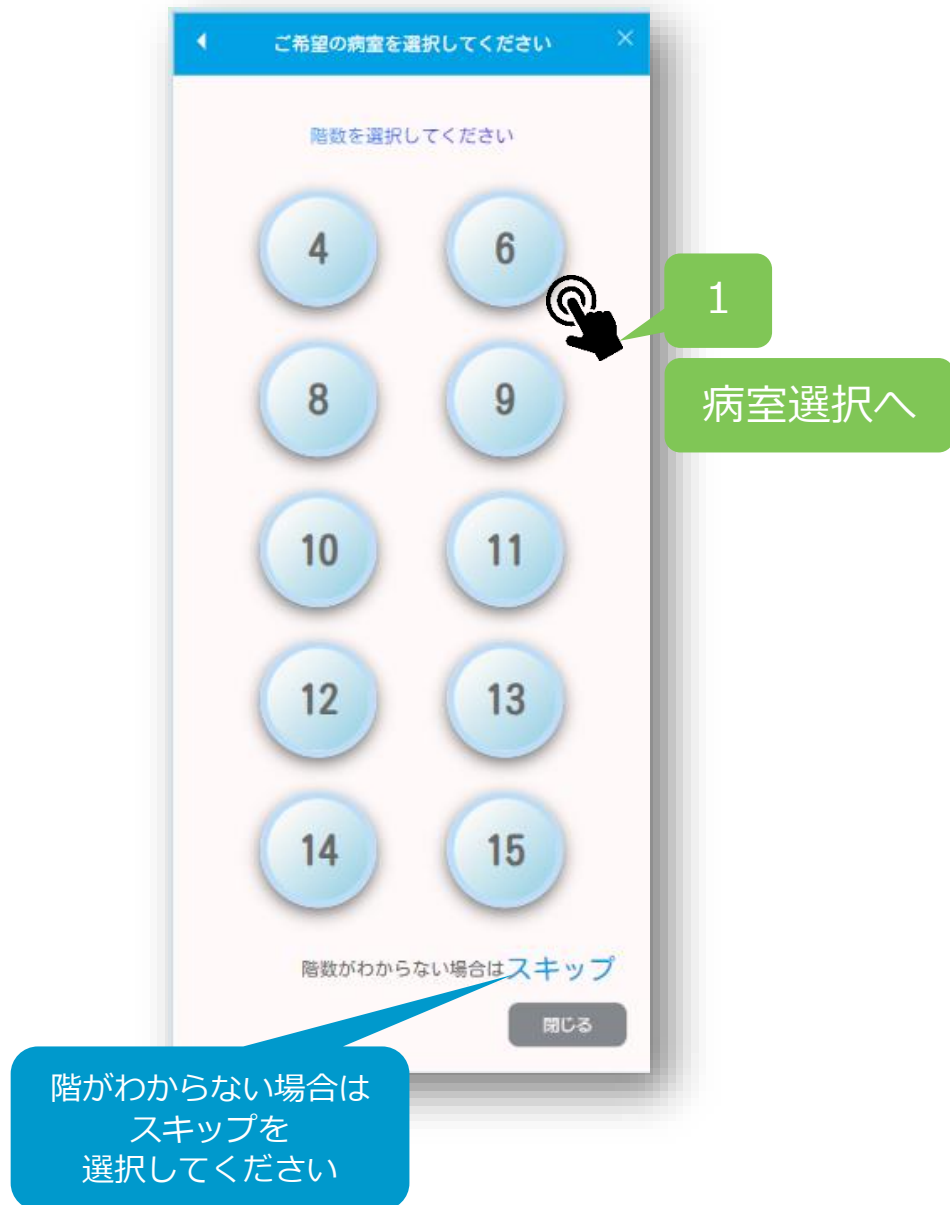 ご希望の病室を選択してください
階数を選択してください
4
6
1
病室選択へ
8
9
10
11
12
13
14
15
階数がわからない場合はスキップ
閉じる
階がわからない場合は
スキップを
選択してください